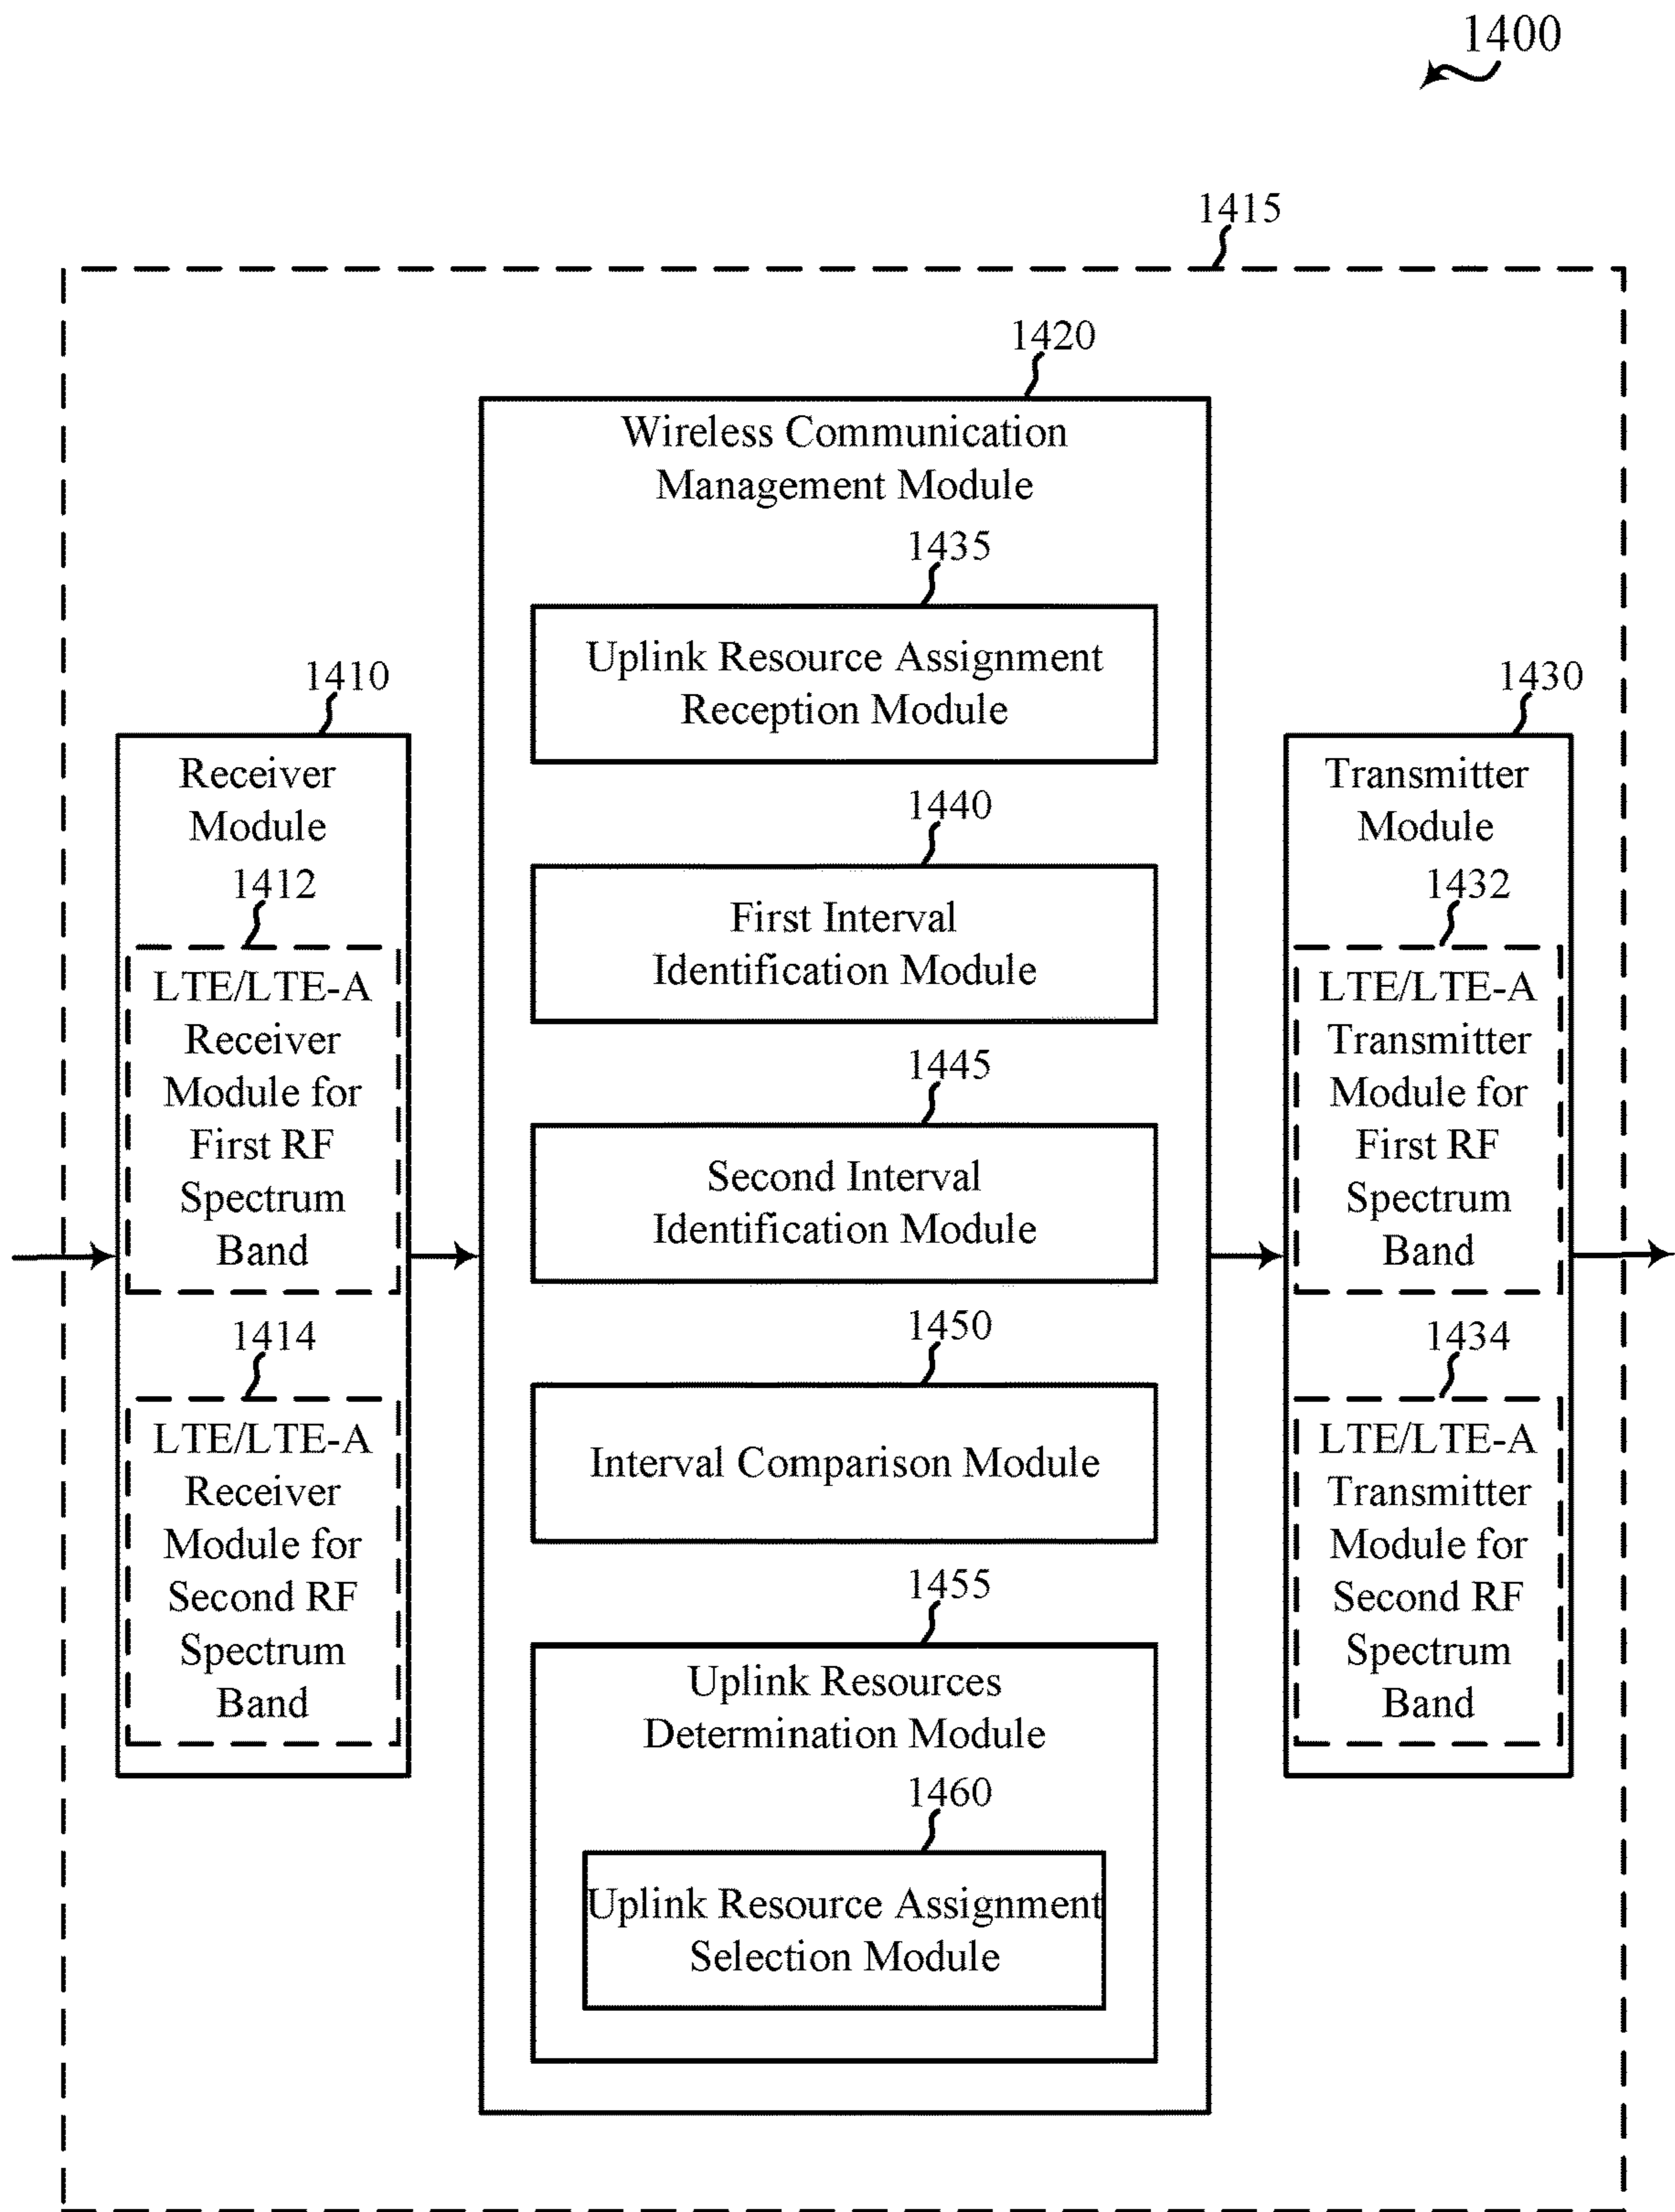 1400
1415
1420
Wireless Communication
Management Module
1435
Uplink Resource Assignment
Reception Module
1440
First Interval
Identification Module
1445
Second Interval
Identification Module
1450
Interval Comparison Module
1455
Uplink Resources
Determination Module
1460
Uplink Resource Assignment
Selection Module
1410
Receiver
Module
1412
LTE/LTE-A
Receiver
Module for
First RF
Spectrum
Band
1414
LTE/LTE-A
Receiver
Module for
Second RF
Spectrum
Band
1430
Transmitter
Module
1432
LTE/LTE-A
Transmitter
Module for
First RF
Spectrum
Band
1434
LTE/LTE-A
Transmitter
Module for
Second RF
Spectrum
Band